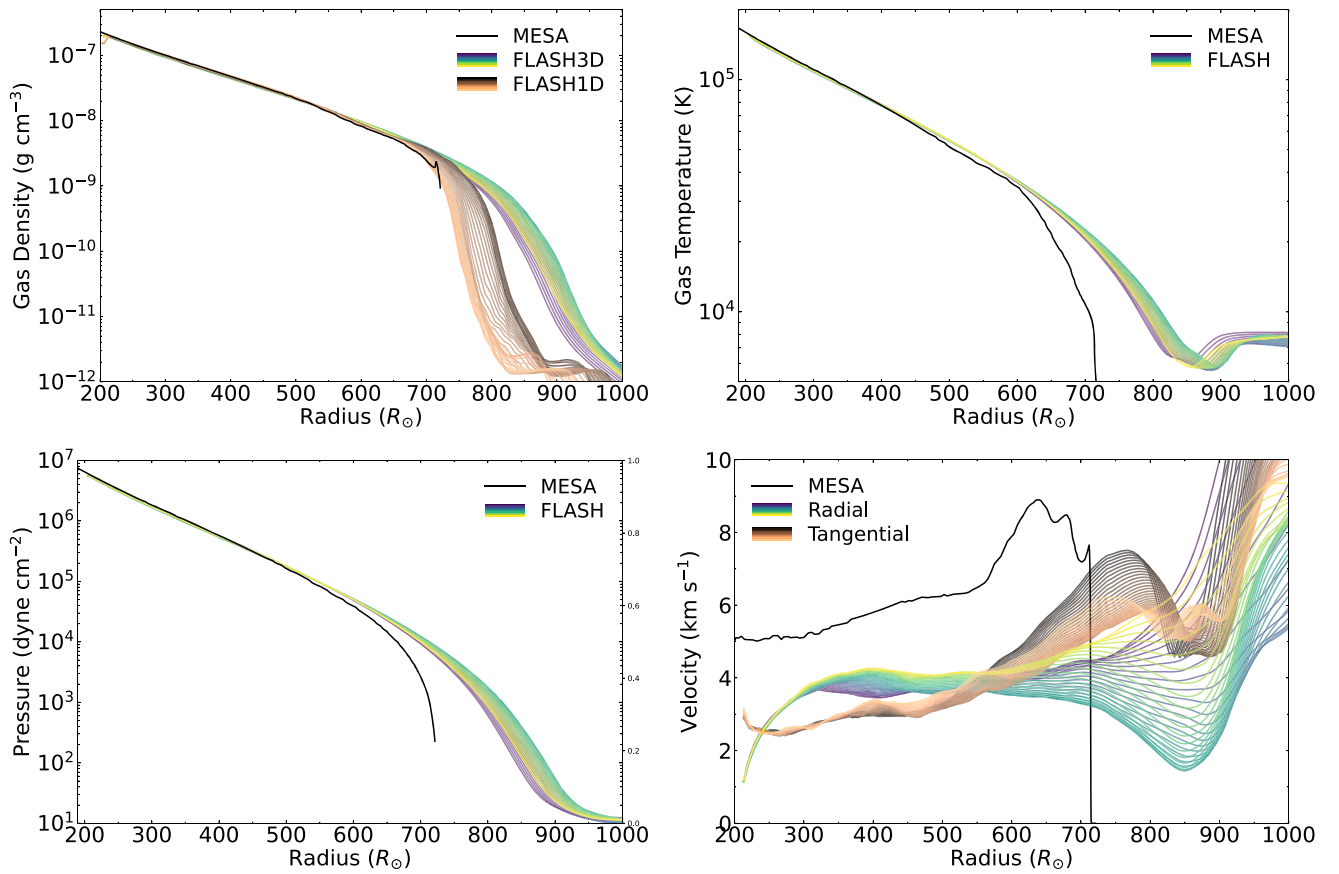 MESA
FLASH3D
FLASH1D
10⁻⁷
10⁻⁸
10⁻⁹
10⁻¹⁰
10⁻¹¹
10⁻¹²
Gas Density (g cm⁻³)
200 300 400 500 600 700 800 900 1000
Radius (R⊙)
MESA
FLASH
10⁵
10⁴
Gas Temperature (K)
200 300 400 500 600 700 800 900 1000
Radius (R⊙)
MESA
FLASH
10⁷
10⁶
10⁵
10⁴
10³
10²
10¹
Pressure (dyne cm⁻²)
1.0
0.8
0.6
0.4
0.2
0.0
200 300 400 500 600 700 800 900 1000
Radius (R⊙)
MESA
Radial
Tangential
10
8
6
4
2
0
Velocity (km s⁻¹)
200 300 400 500 600 700 800 900 1000
Radius (R⊙)